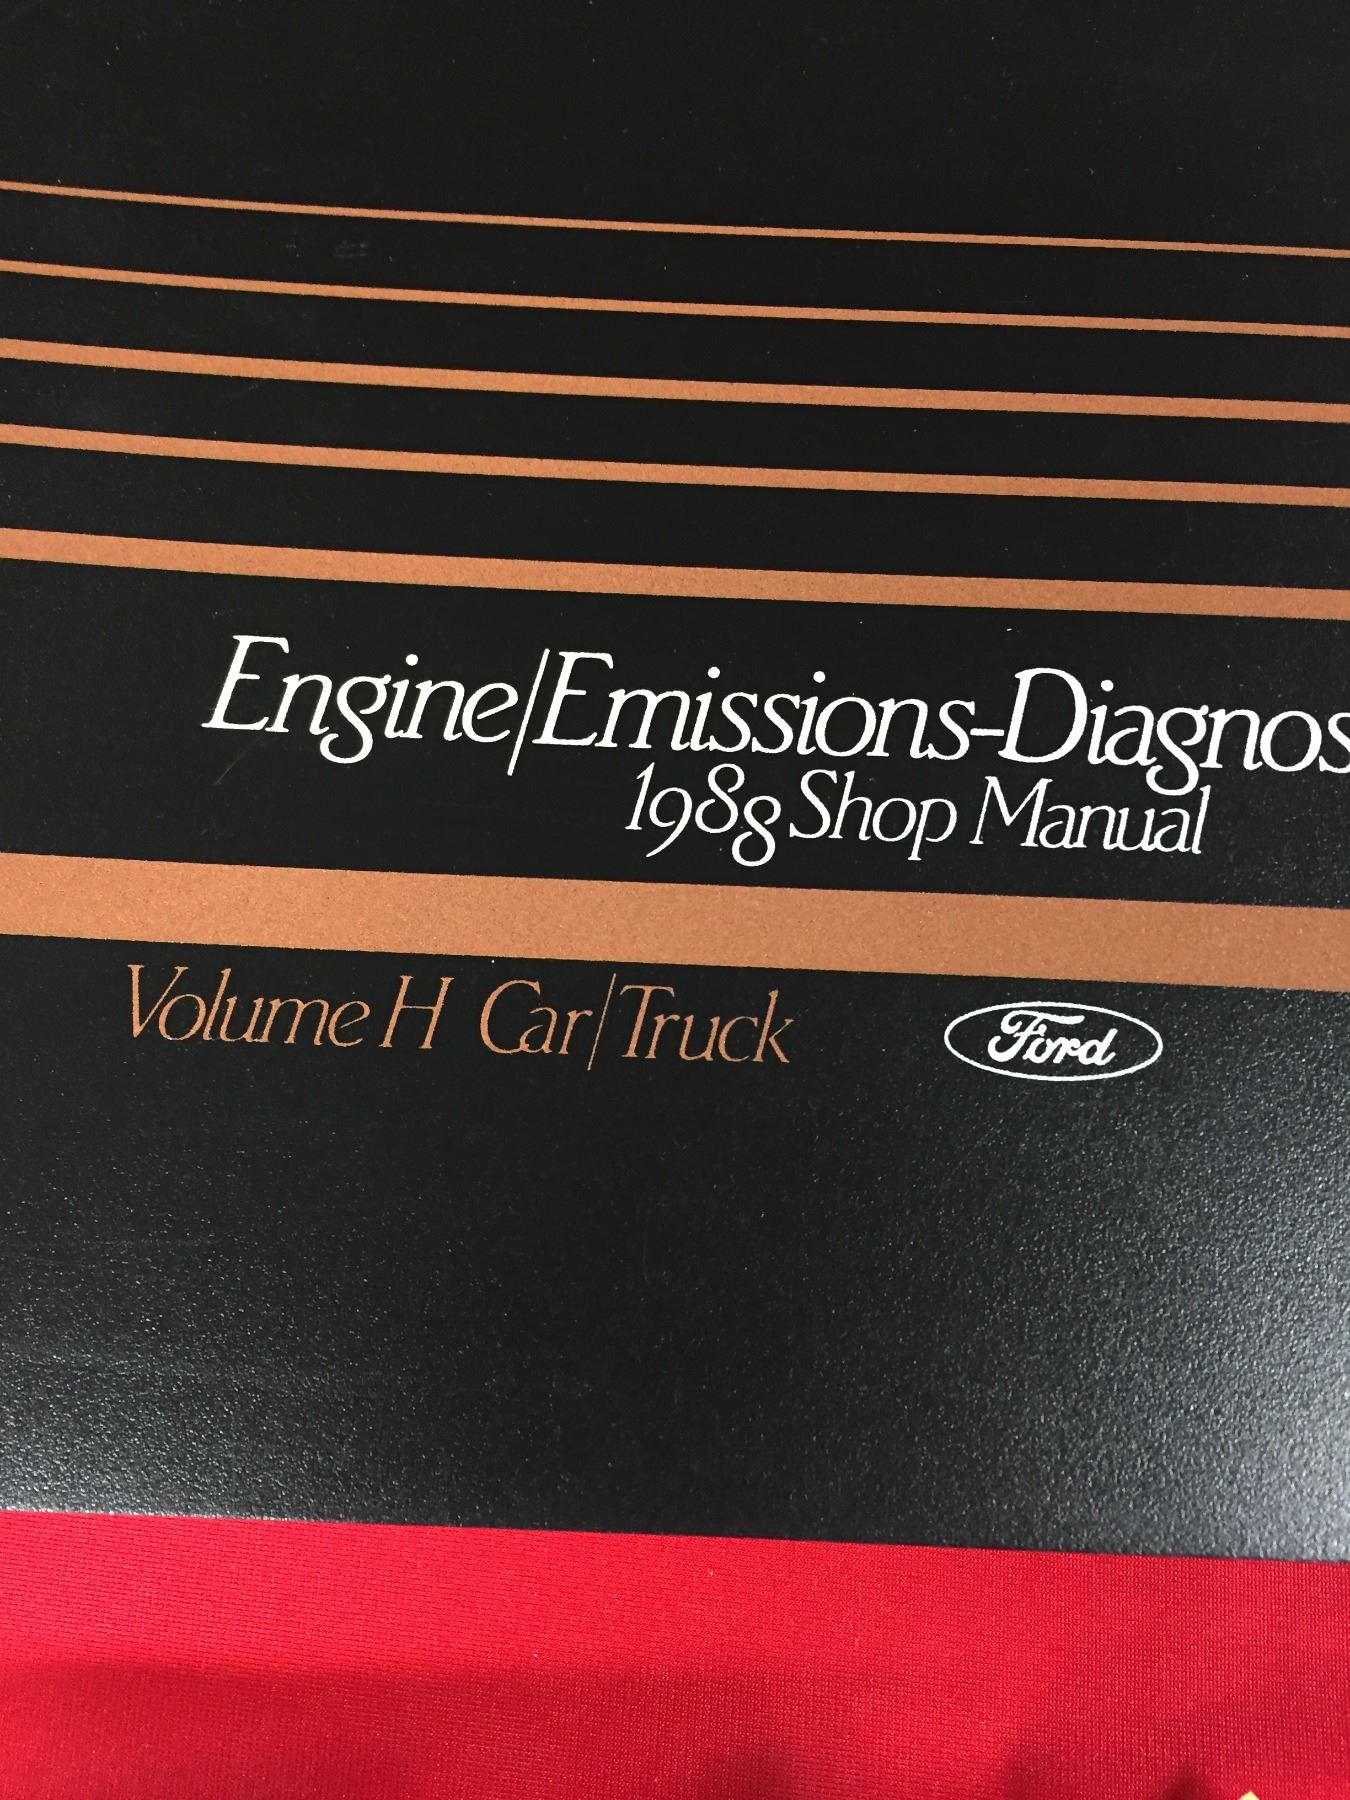 Engine/Emissions-Diagnos
1988 Shop Manual
Volume H Car/Truck
Ford